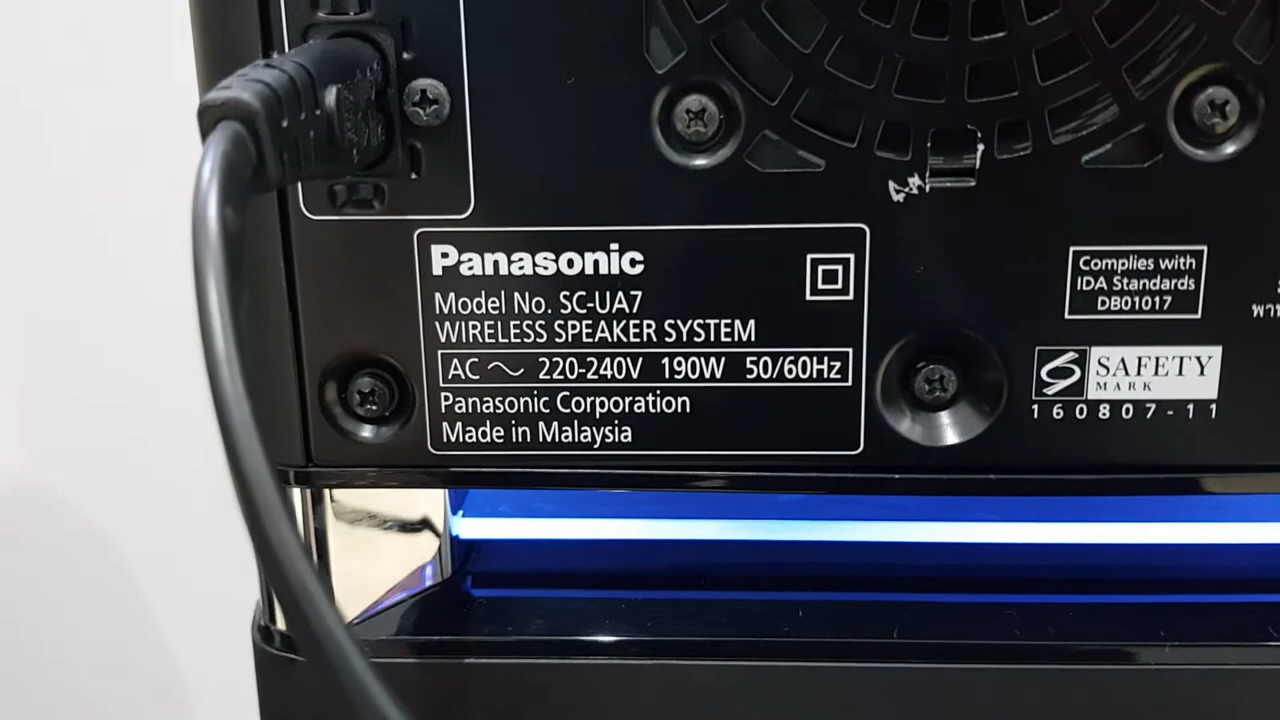 Panasonic
Model No. SC-UA7
WIRELESS SPEAKER SYSTEM
AC ~ 220-240V 190W 50/60Hz
Panasonic Corporation
Made in Malaysia
Complies with
IDA Standards
DB01017
SAFETY
MARK
160807-11